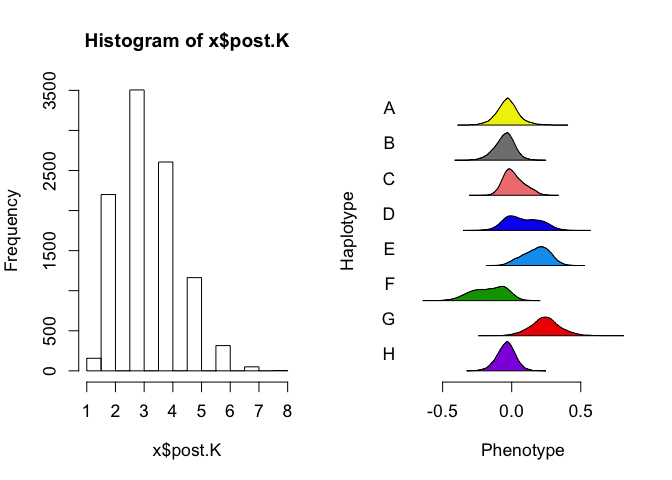 Histogram of x$post.K
Frequency
0
500
1500
2500
3500
1 2 3 4 5 6 7 8
x$post.K
Haplotype
A
B
C
D
E
F
G
H
-0.5 0.0 0.5
Phenotype